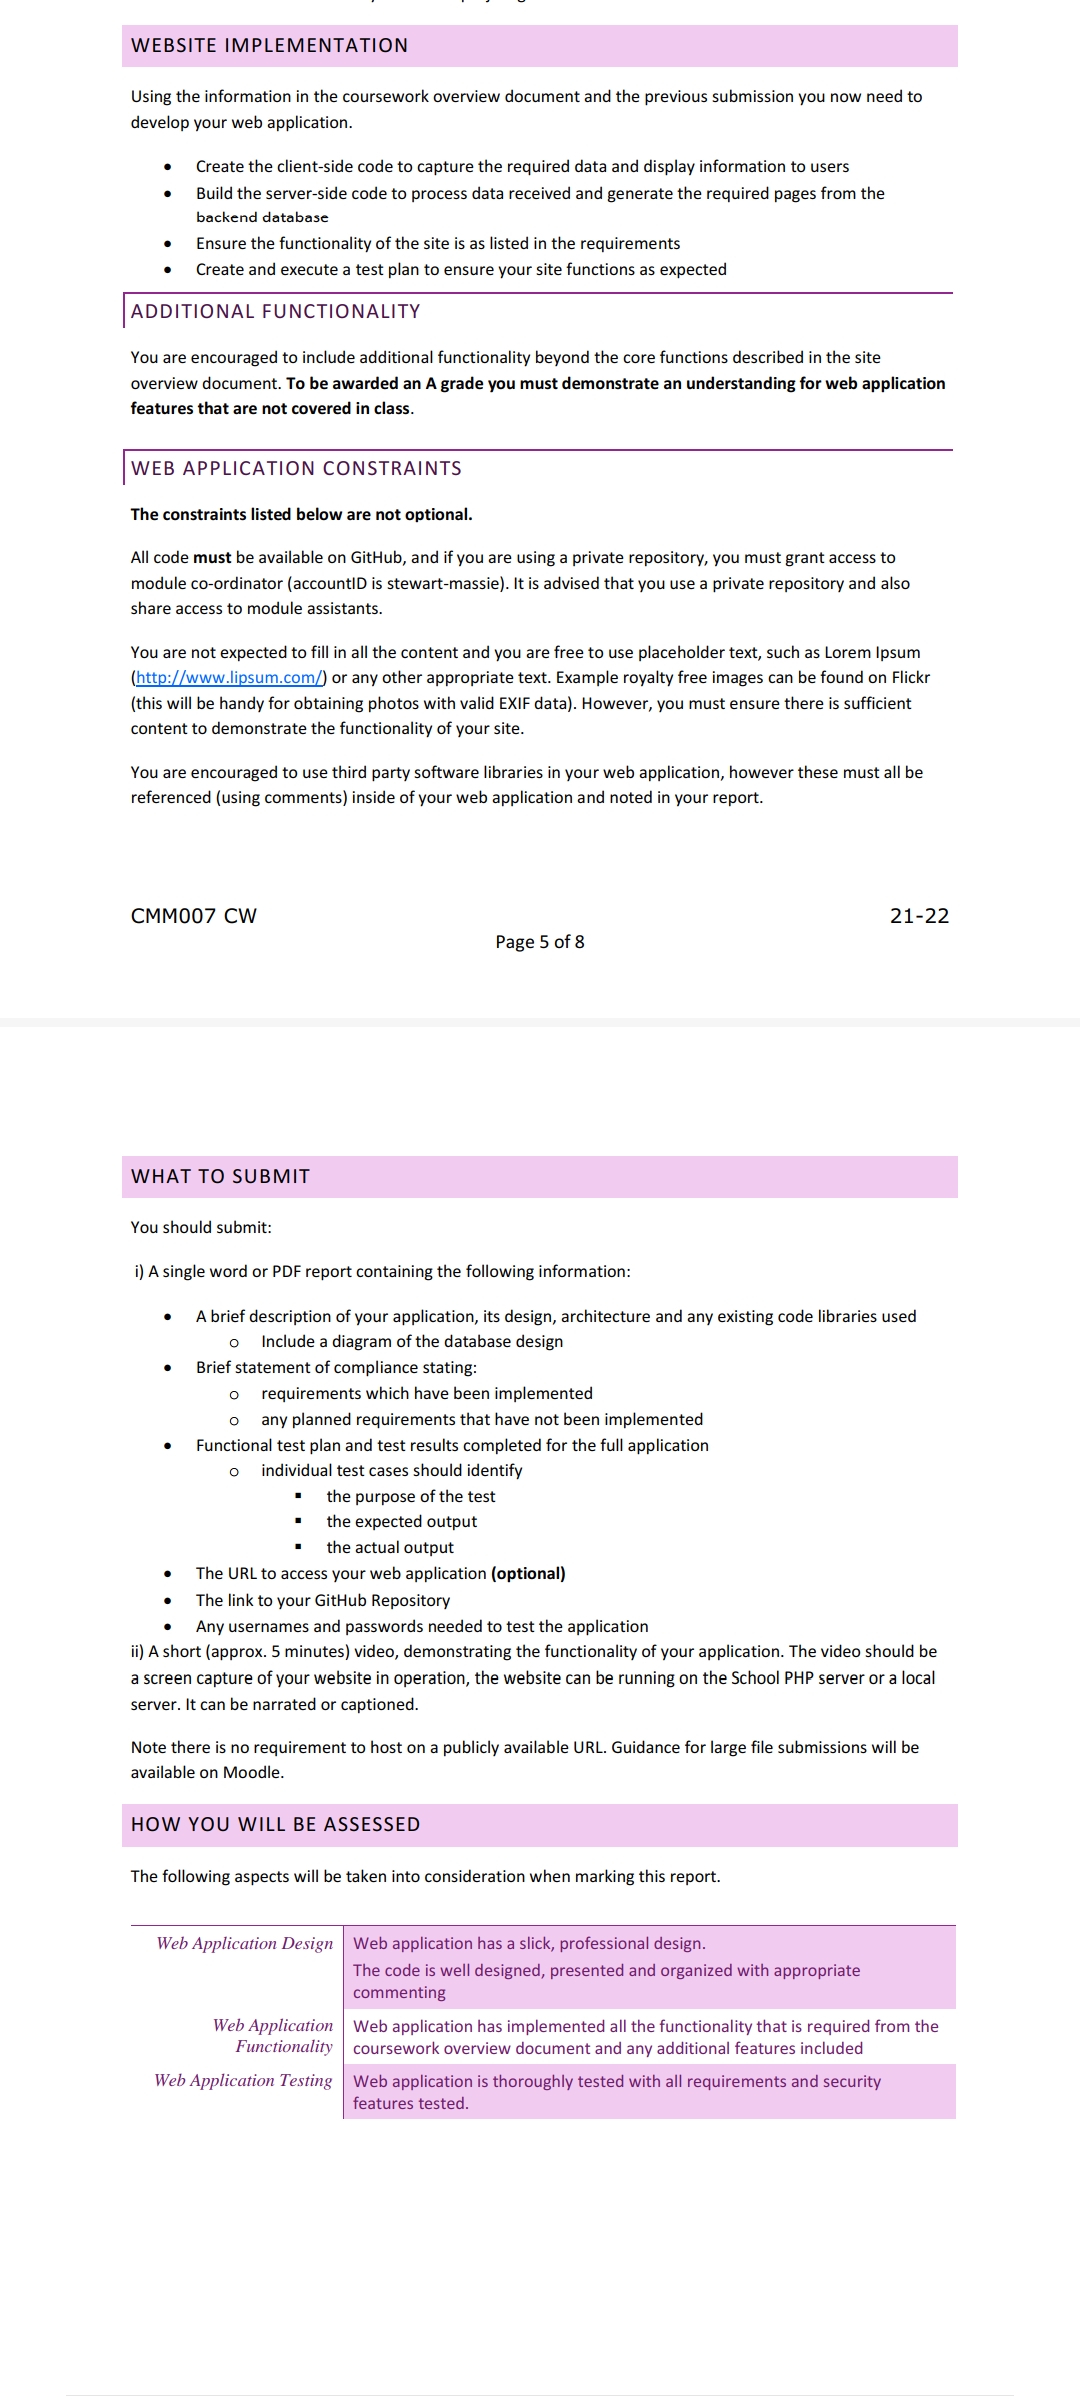 WEBSITE IMPLEMENTATION
Using the information in the coursework overview document and the previous submission you now need to
develop your web application.
• Create the client-side code to capture the required data and display information to users
• Build the server-side code to process data received and generate the required pages from the
backend database
• Ensure the functionality of the site is as listed in the requirements
• Create and execute a test plan to ensure your site functions as expected
ADDITIONAL FUNCTIONALITY
You are encouraged to include additional functionality beyond the core functions described in the site
overview document. To be awarded an A grade you must demonstrate an understanding for web application
features that are not covered in class.
WEB APPLICATION CONSTRAINTS
The constraints listed below are not optional.
All code must be available on GitHub, and if you are using a private repository, you must grant access to
module co-ordinator (accountID is stewart-massie). It is advised that you use a private repository and also
share access to module assistants.
You are not expected to fill in all the content and you are free to use placeholder text, such as Lorem Ipsum
(http://www.lipsum.com/) or any other appropriate text. Example royalty free images can be found on Flickr
(this will be handy for obtaining photos with valid EXIF data). However, you must ensure there is sufficient
content to demonstrate the functionality of your site.
You are encouraged to use third party software libraries in your web application, however these must all be
referenced (using comments) inside of your web application and noted in your report.
CMM007 CW 21-22
Page 5 of 8
WHAT TO SUBMIT
You should submit:
i) A single word or PDF report containing the following information:
• A brief description of your application, its design, architecture and any existing code libraries used
o Include a diagram of the database design
• Brief statement of compliance stating:
o requirements which have been implemented
o any planned requirements that have not been implemented
• Functional test plan and test results completed for the full application
o individual test cases should identify
▪ the purpose of the test
▪ the expected output
▪ the actual output
• The URL to access your web application (optional)
• The link to your GitHub Repository
• Any usernames and passwords needed to test the application
ii) A short (approx. 5 minutes) video, demonstrating the functionality of your application. The video should be
a screen capture of your website in operation, the website can be running on the School PHP server or a local
server. It can be narrated or captioned.
Note there is no requirement to host on a publicly available URL. Guidance for large file submissions will be
available on Moodle.
HOW YOU WILL BE ASSESSED
The following aspects will be taken into consideration when marking this report.
Web Application Design Web application has a slick, professional design.
The code is well designed, presented and organized with appropriate
commenting
Web Application Web application has implemented all the functionality that is required from the
Functionality coursework overview document and any additional features included
Web Application Testing Web application is thoroughly tested with all requirements and security
features tested.